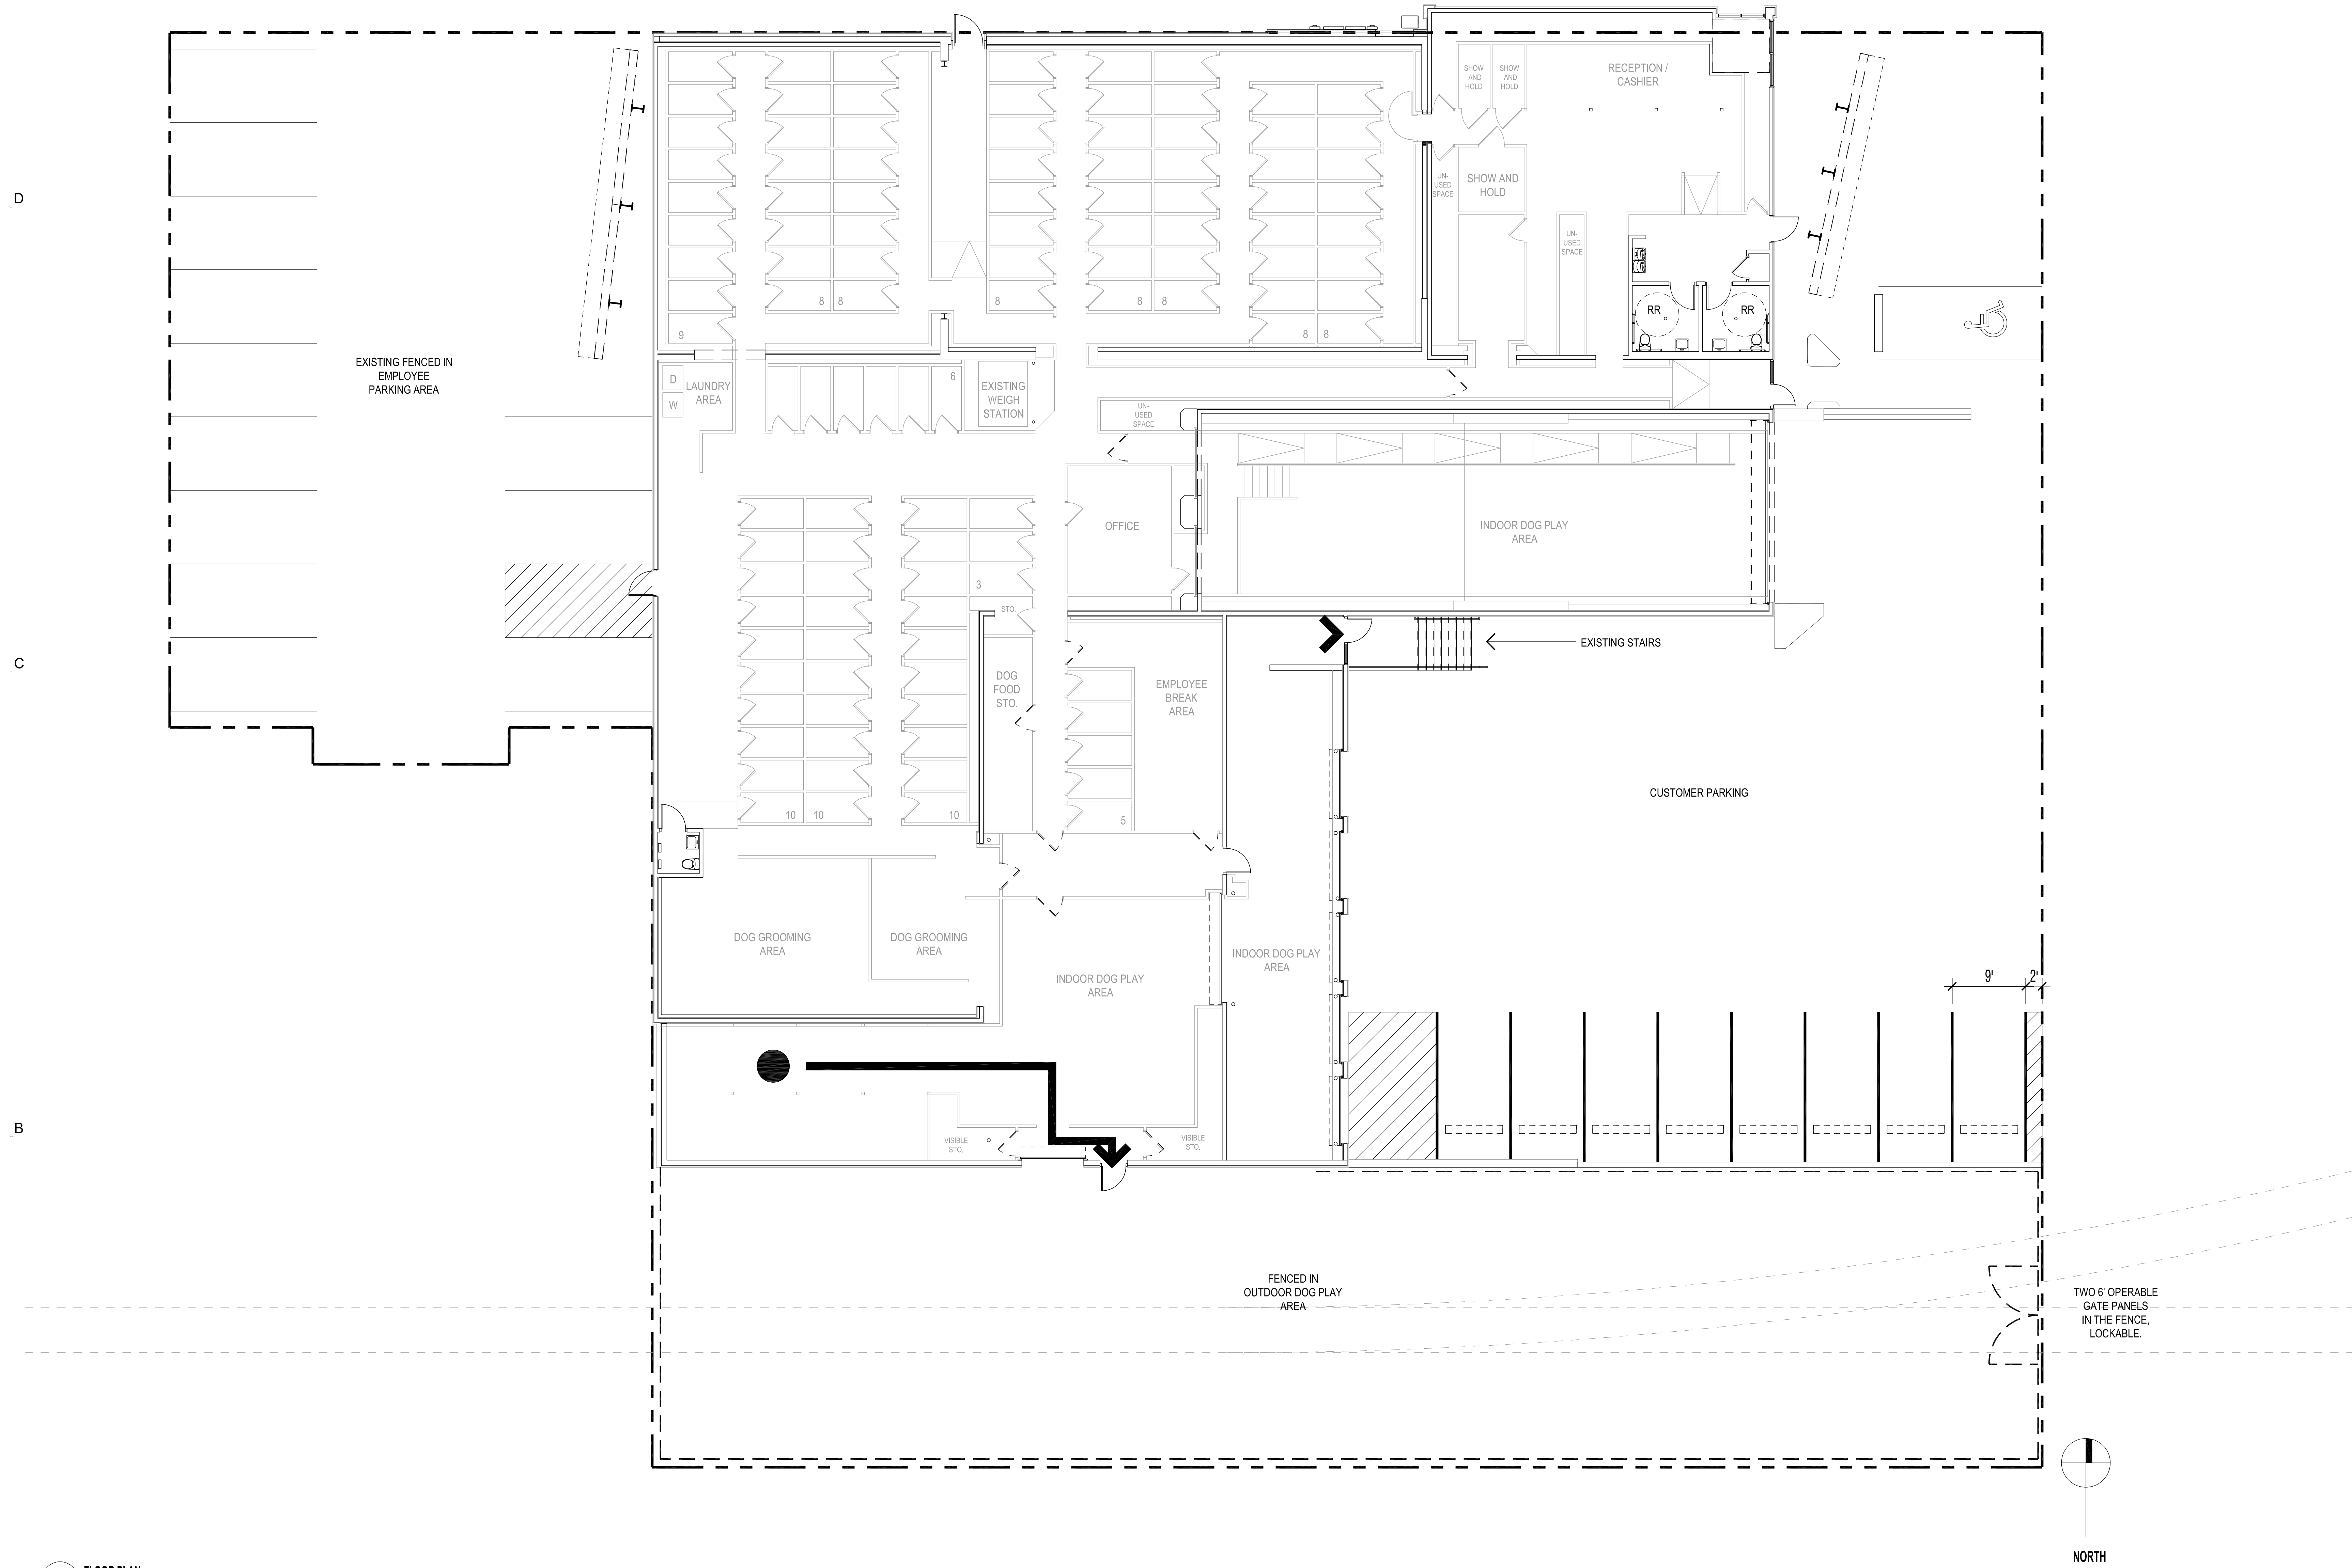 SHOW
AND
HOLD
SHOW
AND
HOLD
RECEPTION /
CASHIER
D
UN-
USED
SPACE
SHOW AND
HOLD
UN-
USED
SPACE
8
8
8
8
8
RR
RR
9
8
8
EXISTING FENCED IN
EMPLOYEE
PARKING AREA
D
W
LAUNDRY
AREA
6
EXISTING
WEIGH
STATION
UN-
USED
SPACE
OFFICE
INDOOR DOG PLAY
AREA
3
STO.
EXISTING STAIRS
C
DOG
FOOD
STO.
EMPLOYEE
BREAK
AREA
CUSTOMER PARKING
10
10
10
5
DOG GROOMING
AREA
DOG GROOMING
AREA
INDOOR DOG PLAY
AREA
INDOOR DOG PLAY
AREA
9'
2'
B
VISIBLE
STO.
VISIBLE
STO.
FENCED IN
OUTDOOR DOG PLAY
AREA
TWO 6' OPERABLE
GATE PANELS
IN THE FENCE,
LOCKABLE.
NORTH
FLOOR PLAN